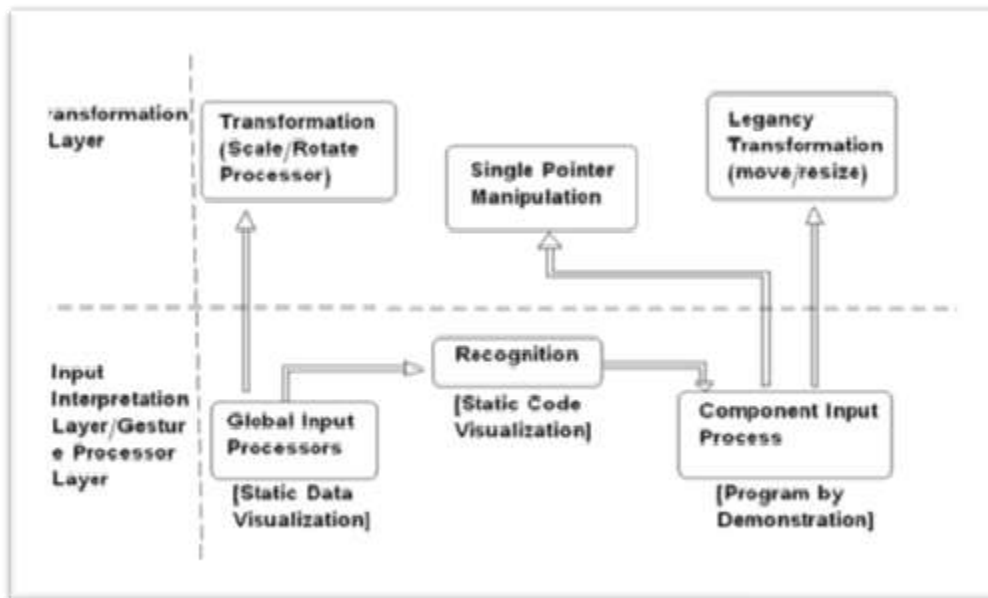 ransformation
Layer
Transformation
(Scale/Rotate
Processor)
Single Pointer
Manipulation
Legancy
Transformation
(move/resize)
Input
Interpretation
Layer/Gestur
e Processor
Layer
Global Input
Processors
[Static Data
Visualization]
Recognition
[Static Code
Visualization]
Component Input
Process
[Program by
Demonstration]